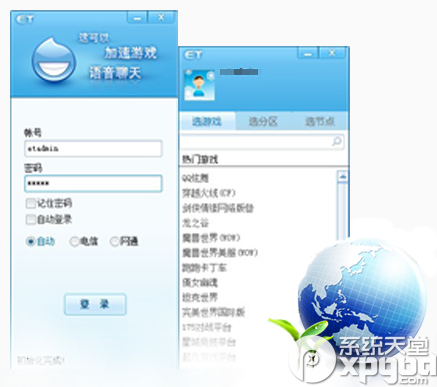 ET
ET
这可以
加速游戏
语音聊天
帐号
etadmin
密码
*****
记住密码
自动登录
自动
电信
网通
登 录
初始化完成!
选游戏
选分区
选节点
热门游戏
QQ炫舞
穿越火线(CF)
剑侠情缘网络版叁
龙之谷
魔兽世界(WOW)
魔兽世界美服(WOW)
跑跑卡丁车
倩女幽魂
坦克世界
完美世界国际版
175对战平台
系统天堂
xpgod.com